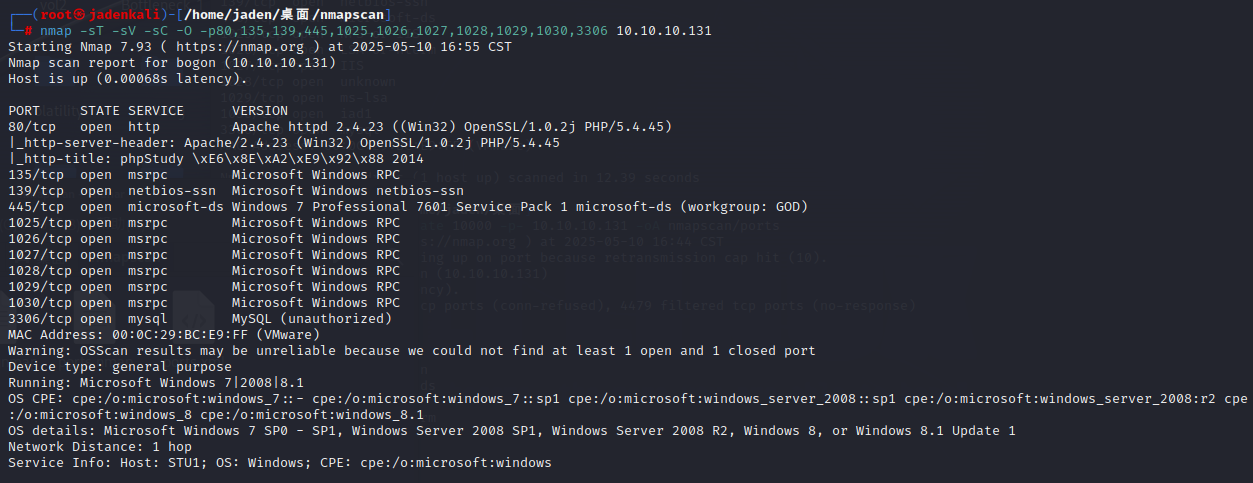 ┌──(root㉿jadenkali)-[/home/jaden/桌面/nmapscan]
└─# nmap -sT -sV -sC -O -p80,135,139,445,1025,1026,1027,1028,1029,1030,3306 10.10.10.131
Starting Nmap 7.93 ( https://nmap.org ) at 2025-05-10 16:55 CST
Nmap scan report for bogon (10.10.10.131)
Host is up (0.00068s latency).
PORT     STATE SERVICE      VERSION
80/tcp   open  http         Apache httpd 2.4.23 ((Win32) OpenSSL/1.0.2j PHP/5.4.45)
|_http-server-header: Apache/2.4.23 (Win32) OpenSSL/1.0.2j PHP/5.4.45
|_http-title: phpStudy \xE6\x8E\xA2\xE9\x92\x88 2014
135/tcp  open  msrpc        Microsoft Windows RPC
139/tcp  open  netbios-ssn  Microsoft Windows netbios-ssn
445/tcp  open  microsoft-ds Windows 7 Professional 7601 Service Pack 1 microsoft-ds (workgroup: GOD)
1025/tcp open  msrpc        Microsoft Windows RPC
1026/tcp open  msrpc        Microsoft Windows RPC
1027/tcp open  msrpc        Microsoft Windows RPC
1028/tcp open  msrpc        Microsoft Windows RPC
1029/tcp open  msrpc        Microsoft Windows RPC
1030/tcp open  msrpc        Microsoft Windows RPC
3306/tcp open  mysql        MySQL (unauthorized)
MAC Address: 00:0C:29:BC:E9:FF (VMware)
Warning: OSScan results may be unreliable because we could not find at least 1 open and 1 closed port
Device type: general purpose
Running: Microsoft Windows 7|2008|8.1
OS CPE: cpe:/o:microsoft:windows_7::- cpe:/o:microsoft:windows_7::sp1 cpe:/o:microsoft:windows_server_2008::sp1 cpe:/o:microsoft:windows_server_2008:r2 cpe
:/o:microsoft:windows_8 cpe:/o:microsoft:windows_8.1
OS details: Microsoft Windows 7 SP0 - SP1, Windows Server 2008 SP1, Windows Server 2008 R2, Windows 8, or Windows 8.1 Update 1
Network Distance: 1 hop
Service Info: Host: STU1; OS: Windows; CPE: cpe:/o:microsoft:windows